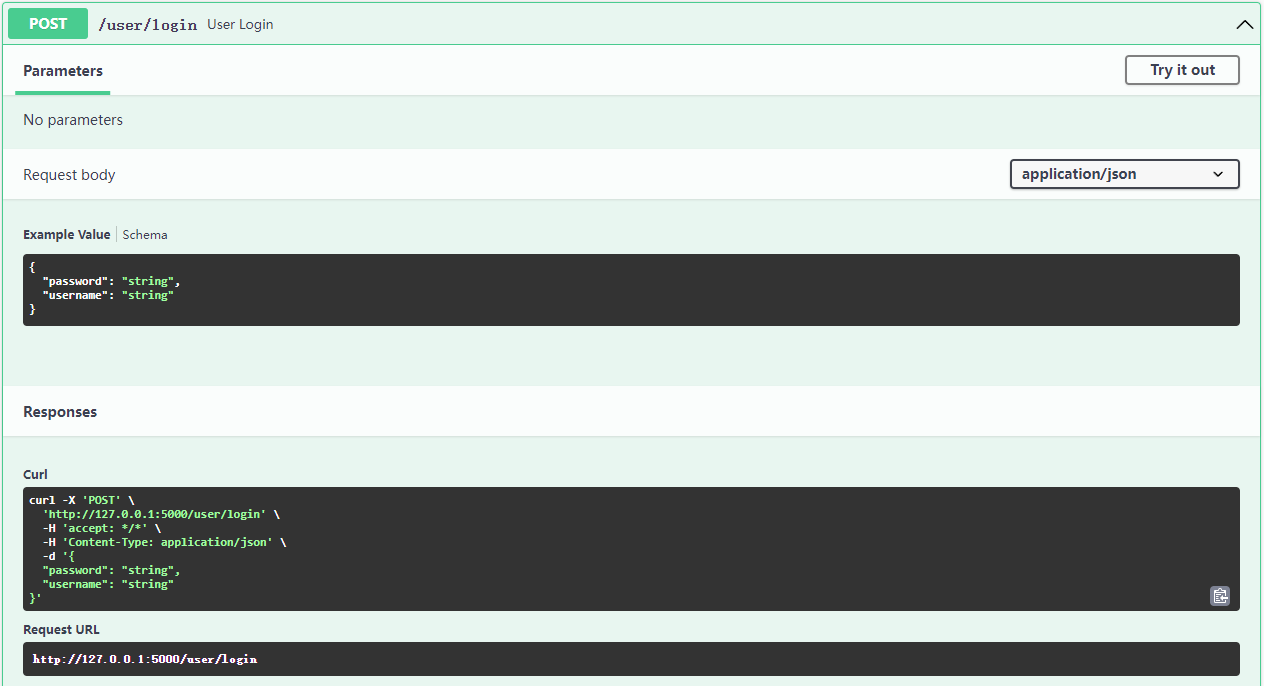 POST /user/login User Login
Parameters
Try it out
No parameters
Request body
application/json
Example Value Schema
{
  "password": "string",
  "username": "string"
}
Responses
Curl
curl -X 'POST' \
  'http://127.0.0.1:5000/user/login' \
  -H 'accept: */*' \
  -H 'Content-Type: application/json' \
  -d '{
  "password": "string",
  "username": "string"
}'
Request URL
http://127.0.0.1:5000/user/login